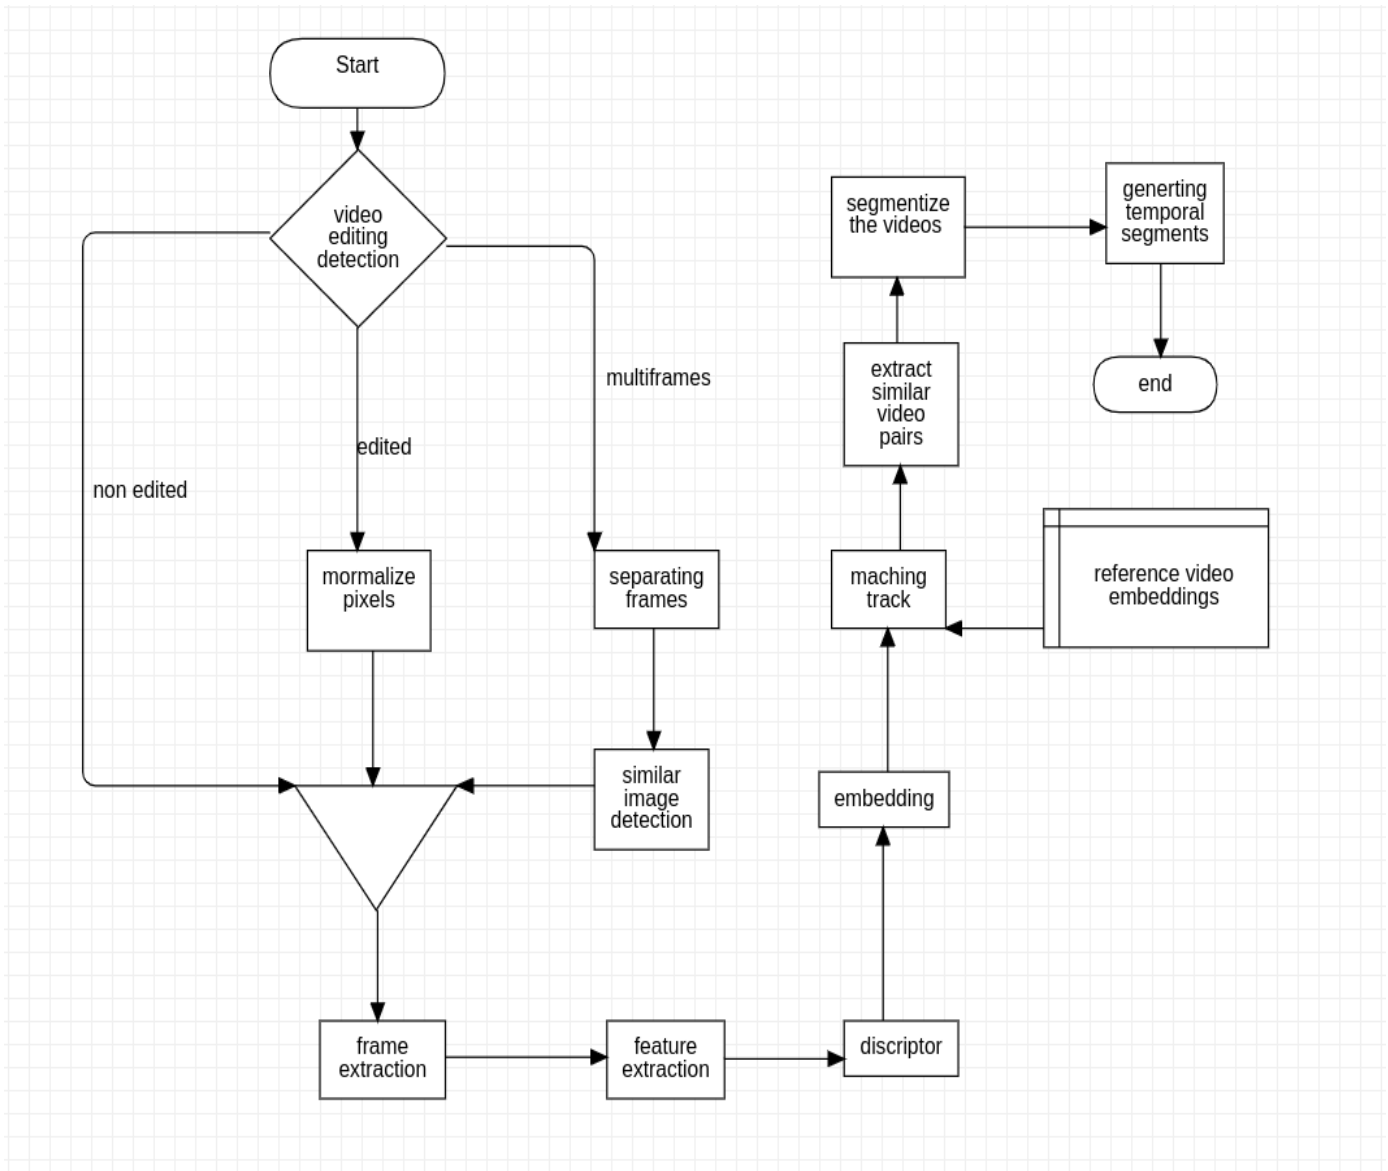 Start
video
editing
detection
multiframes
edited
non edited
mormalize
pixels
separating
frames
similar
image
detection
frame
extraction
feature
extraction
discriptor
embedding
maching
track
reference video
embeddings
extract
similar
video
pairs
segmentize
the videos
generting
temporal
segments
end